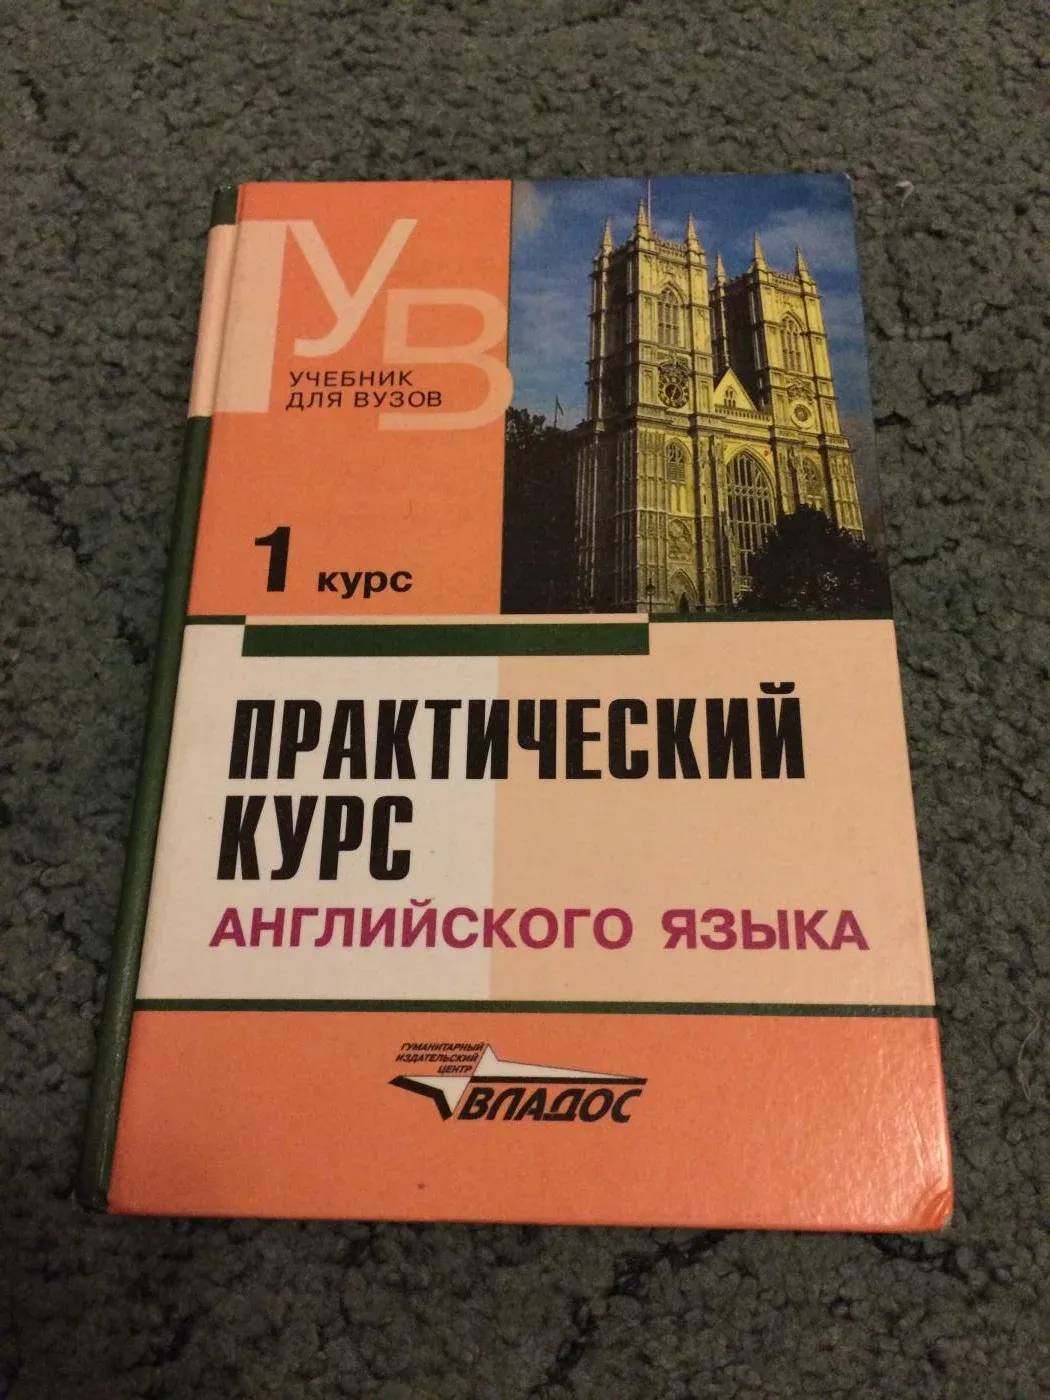 УВ
УЧЕБНИК
ДЛЯ ВУЗОВ
1 курс
ПРАКТИЧЕСКИЙ
КУРС
АНГЛИЙСКОГО ЯЗЫКА
ГУМАНИТАРНЫЙ
ИЗДАТЕЛЬСКИЙ
ЦЕНТР
ВЛАДОС